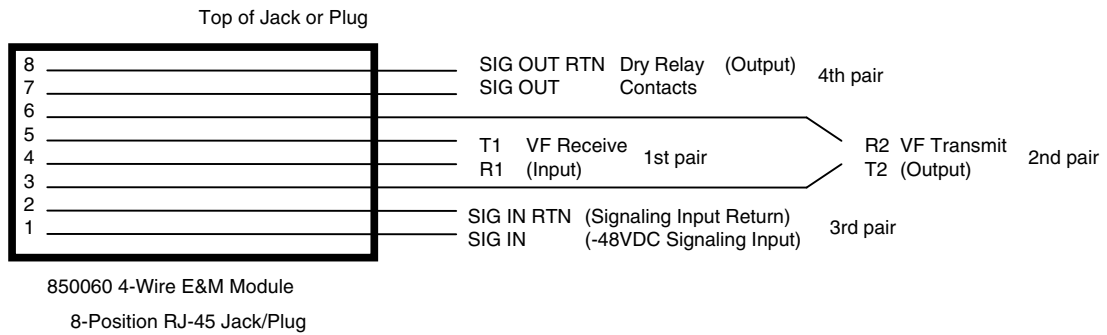 Top of Jack or Plug
8 SIG OUT RTN Dry Relay (Output)
7 SIG OUT Contacts 4th pair
6
5 T1 VF Receive R2 VF Transmit
4 R1 (Input) 1st pair T2 (Output) 2nd pair
3
2 SIG IN RTN (Signaling Input Return)
1 SIG IN (-48VDC Signaling Input) 3rd pair
850060 4-Wire E&M Module
8-Position RJ-45 Jack/Plug